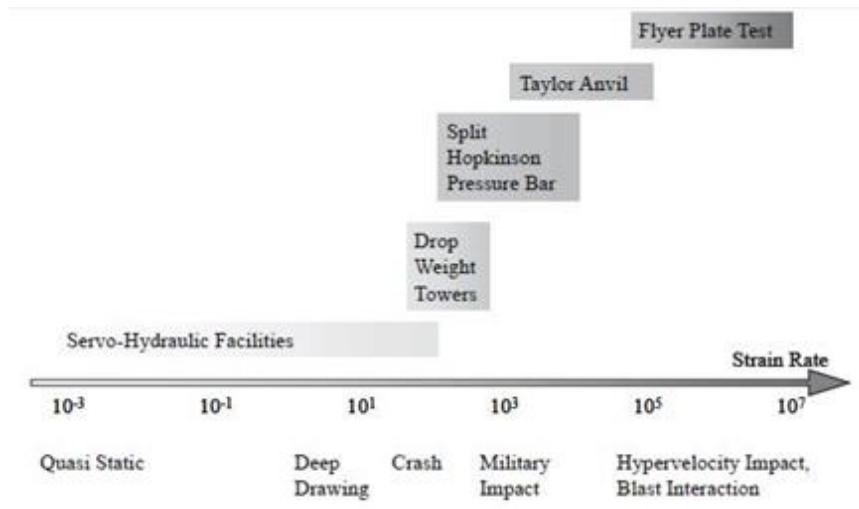 Flyer Plate Test
Taylor Anvil
Split
Hopkinson
Pressure Bar
Drop
Weight
Towers
Servo-Hydraulic Facilities
Strain Rate
10⁻³ 10⁻¹ 10¹ 10³ 10⁵ 10⁷
Quasi Static Deep Crash Military Hypervelocity Impact,
Drawing Impact Blast Interaction